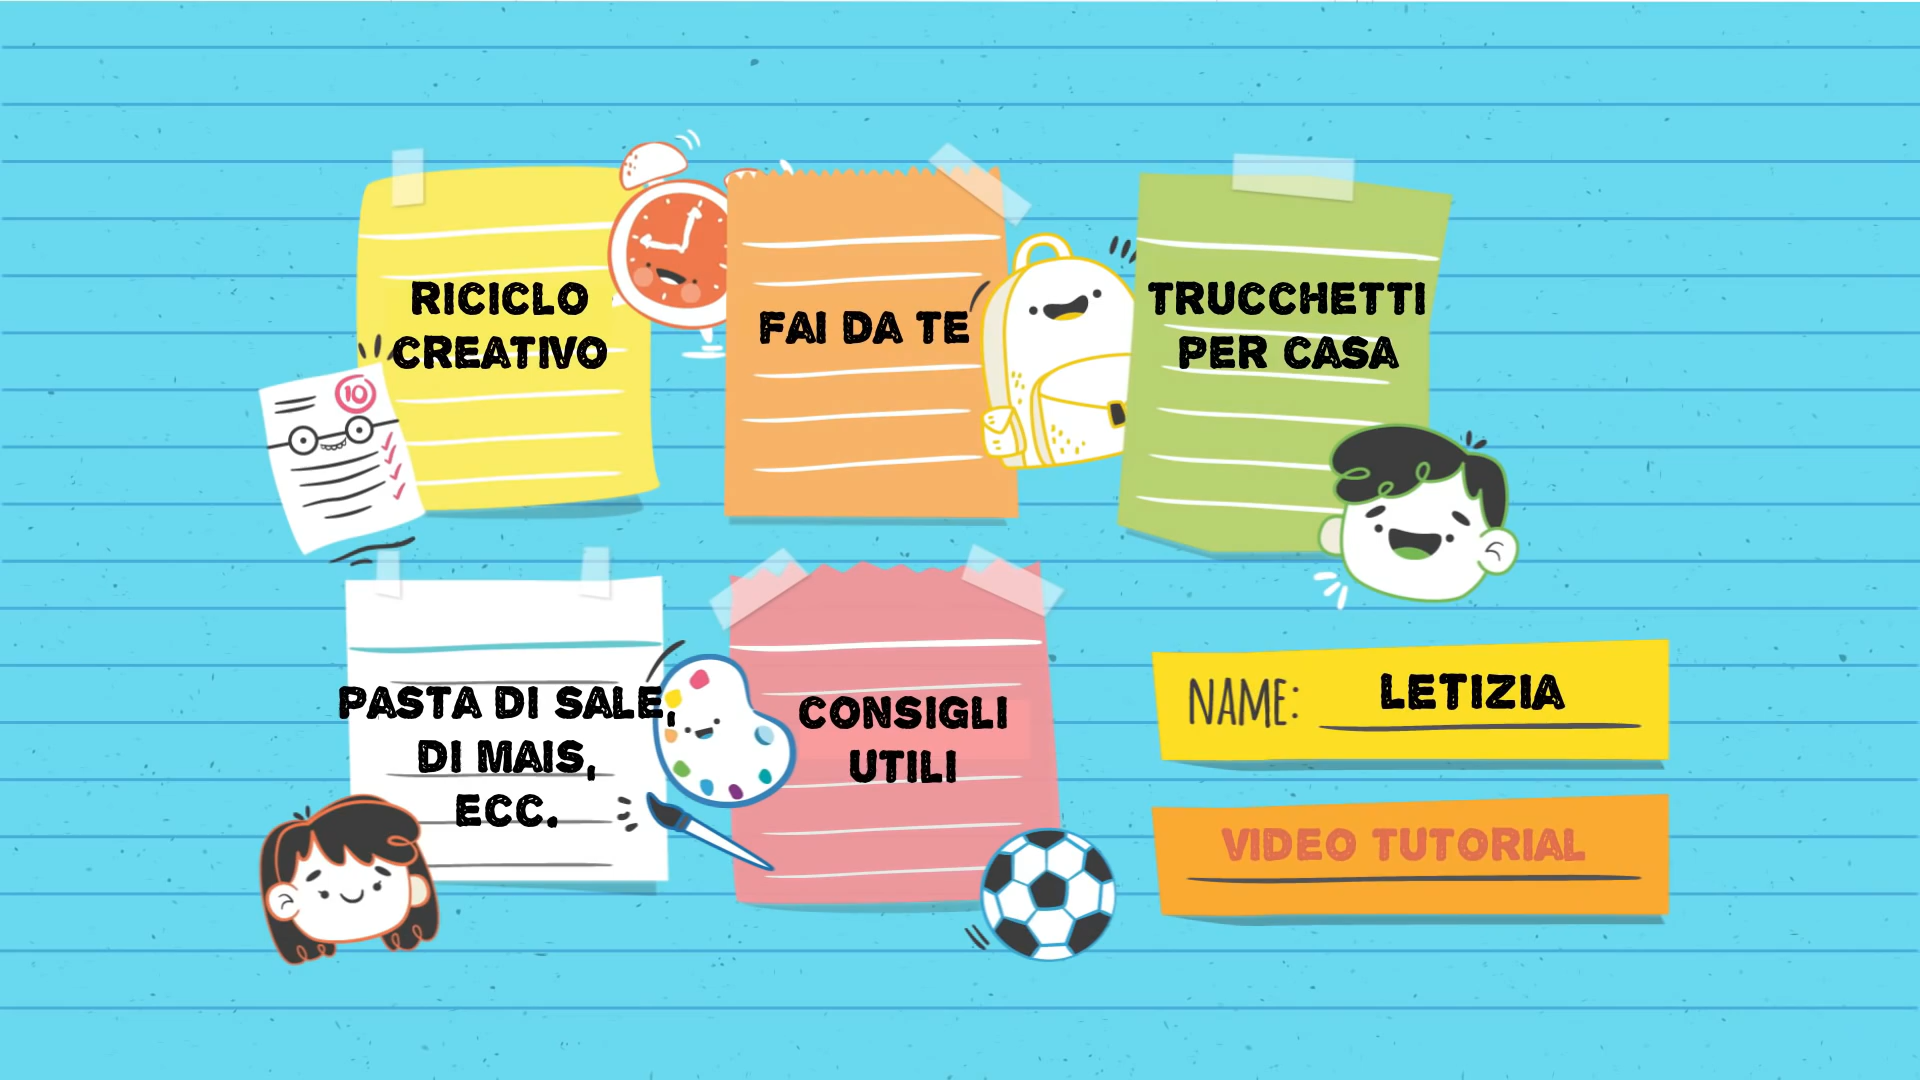 RICICLO
CREATIVO
FAI DA TE
TRUCCHETTI
PER CASA
10
PASTA DI SALE,
DI MAIS,
ECC.
CONSIGLI
UTILI
NAME: LETIZIA
VIDEO TUTORIAL